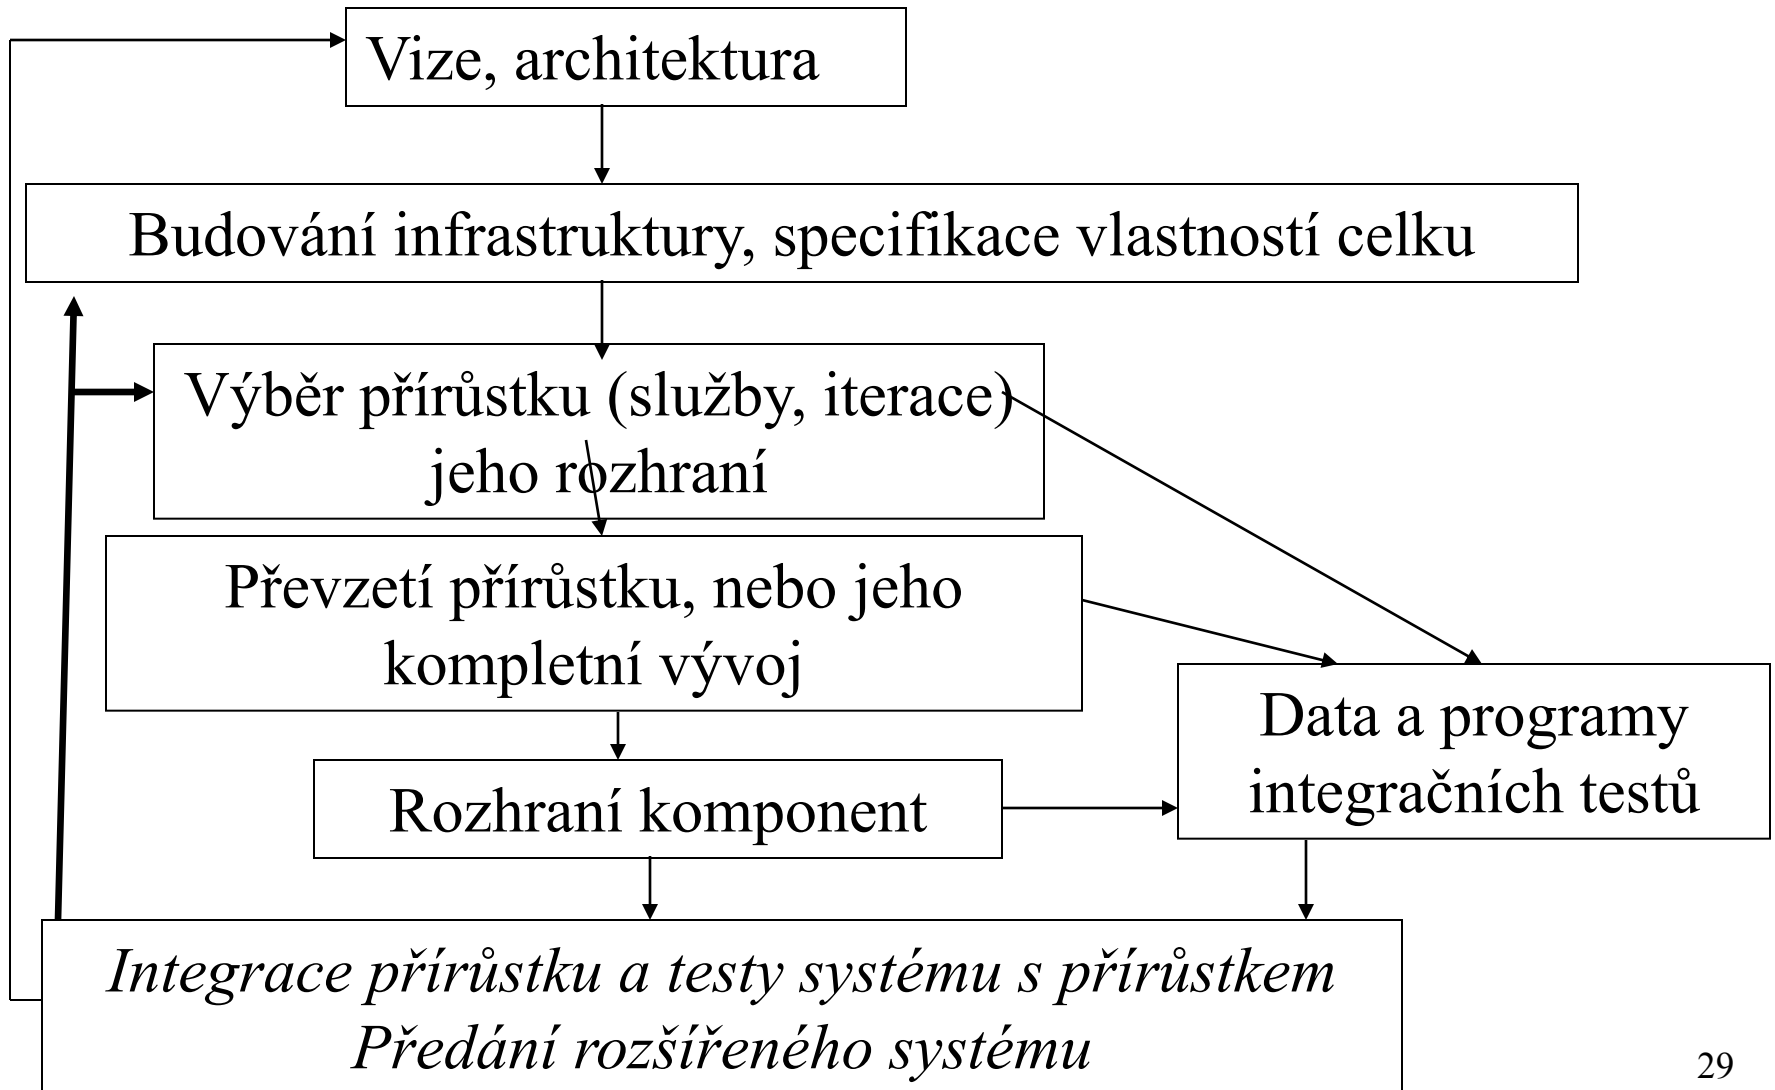 Vize, architektura
Budování infrastruktury, specifikace vlastností celku
Výběr přírůstku (služby, iterace)
jeho rozhraní
Převzetí přírůstku, nebo jeho
kompletní vývoj
Data a programy
integračních testů
Rozhraní komponent
Integrace přírůstku a testy systému s přírůstkem
Předání rozšířeného systému
29